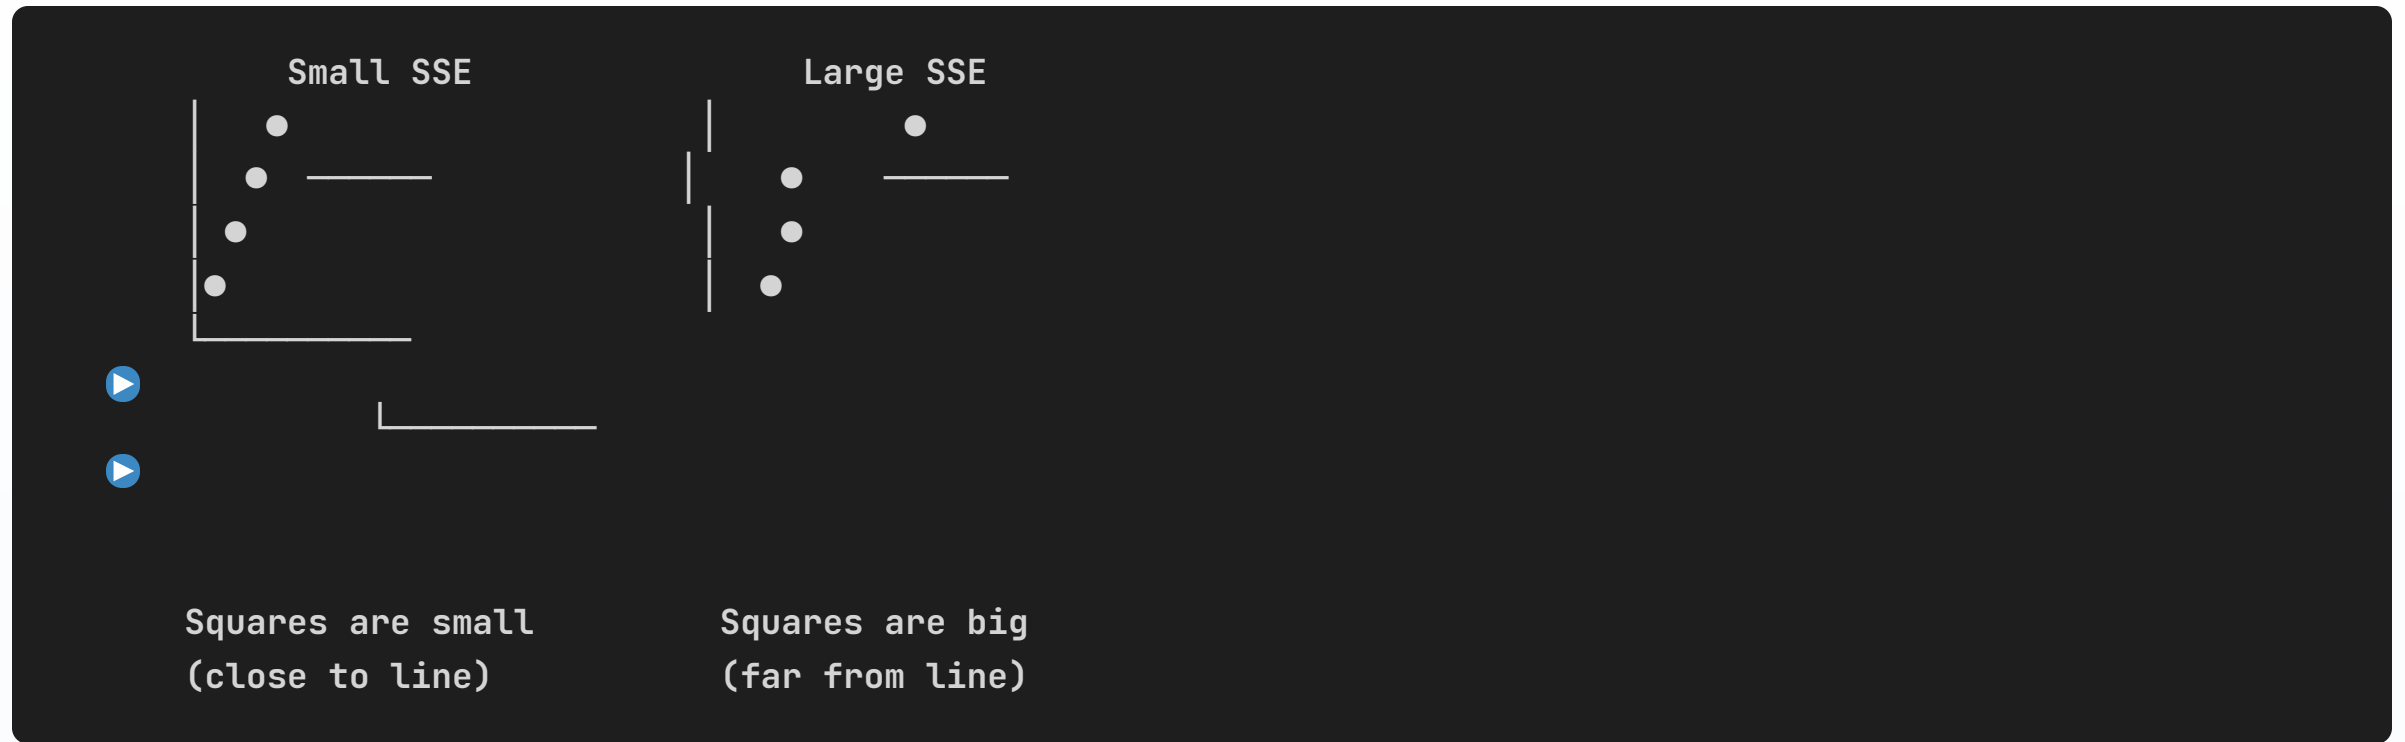 Small SSE Large SSE
Squares are small Squares are big
(close to line) (far from line)